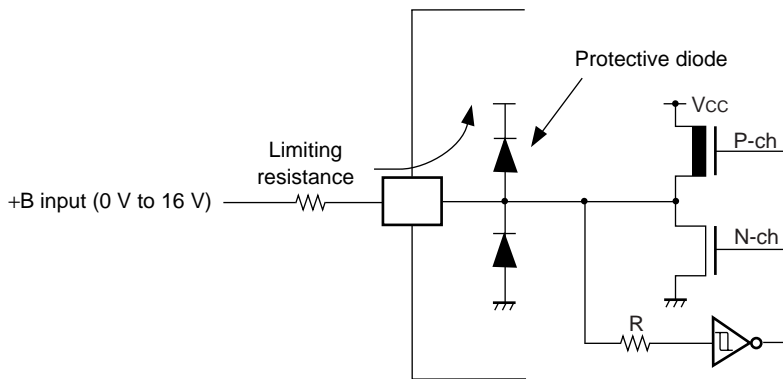 Protective diode
VCC
P-ch
Limiting
resistance
+B input (0 V to 16 V)
N-ch
R